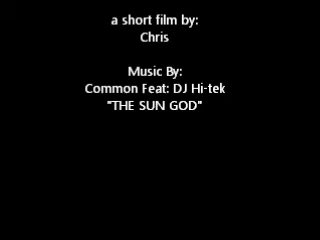 a short film by:
Chris
Music By:
Common Feat: DJ Hi-tek
"THE SUN GOD"